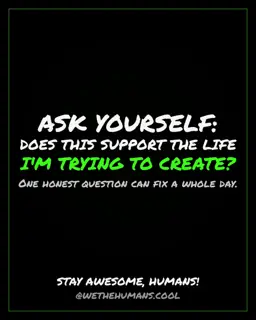 ASK YOURSELF:
DOES THIS SUPPORT THE LIFE
I'M TRYING TO CREATE?
ONE HONEST QUESTION CAN FIX A WHOLE DAY.
STAY AWESOME, HUMANS!
@WETHEHUMANS.COOL